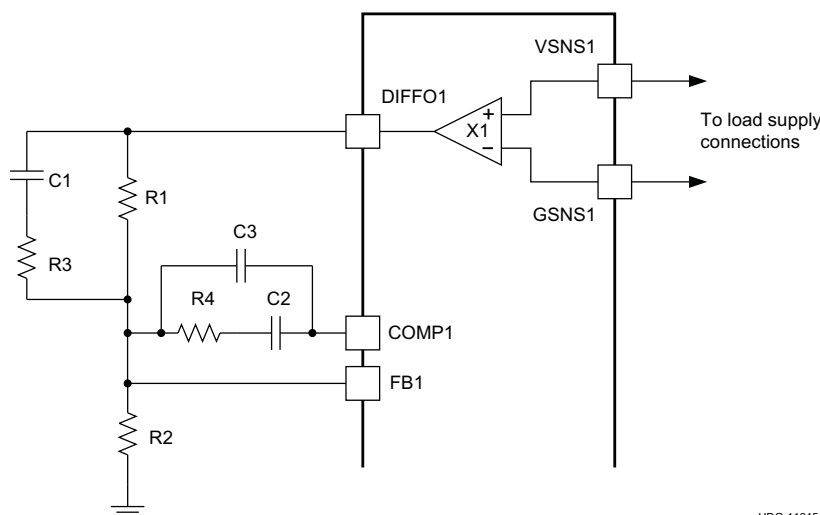 VSNS1
DIFFO1
+
X1
–
To load supply
connections
C1
R1
GSNS1
C3
R3
R4
C2
COMP1
FB1
R2